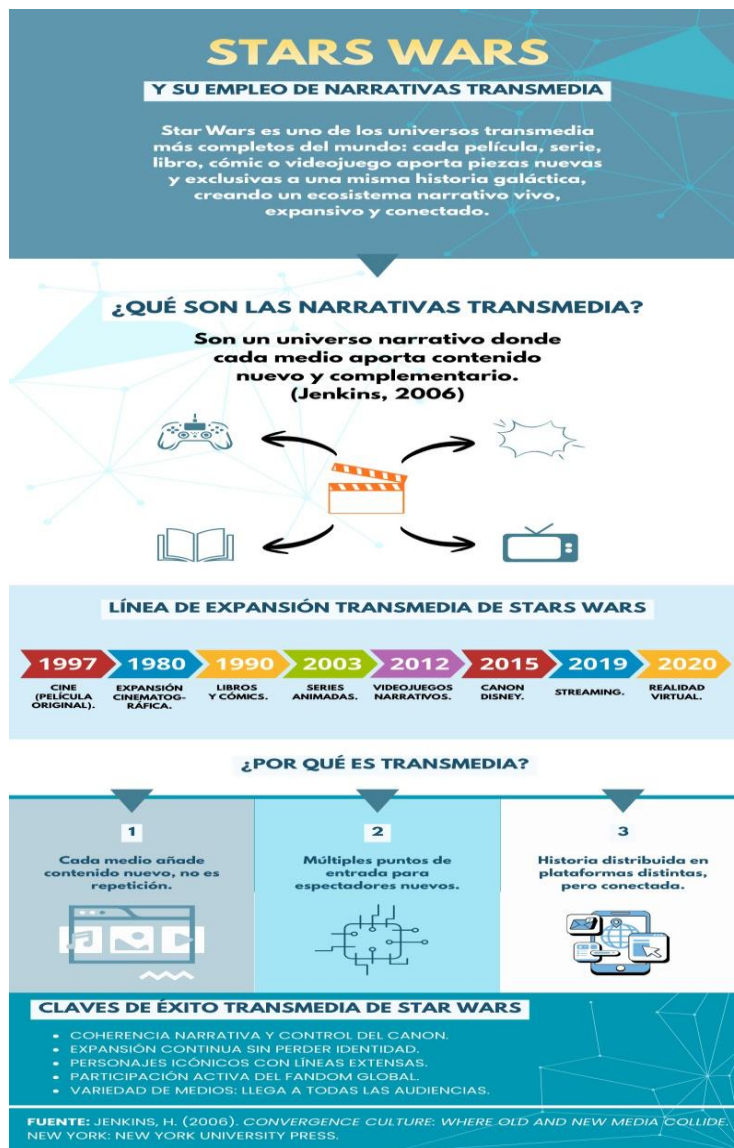 STARS WARS
Y SU EMPLEO DE NARRATIVAS TRANSMEDIA
Star Wars es uno de los universos transmedia
más completos del mundo: cada película, serie,
libro, cómic o videojuego aporta piezas nuevas
y exclusivas a una misma historia galáctica,
creando un ecosistema narrativo vivo,
expansivo y conectado.
¿QUÉ SON LAS NARRATIVAS TRANSMEDIA?
Son un universo narrativo donde
cada medio aporta contenido
nuevo y complementario.
(Jenkins, 2006)
LÍNEA DE EXPANSIÓN TRANSMEDIA DE STARS WARS
1997
CINE
(PELÍCULA
ORIGINAL).
1980
EXPANSIÓN
CINEMATOG-
RÁFICA.
1990
LIBROS
Y CÓMICS.
2003
SERIES
ANIMADAS.
2012
VIDEOJUEGOS
NARRATIVOS.
2015
CANON
DISNEY.
2019
STREAMING.
2020
REALIDAD
VIRTUAL.
¿POR QUÉ ES TRANSMEDIA?
1
Cada medio añade
contenido nuevo, no es
repetición.
2
Múltiples puntos de
entrada para
espectadores nuevos.
3
Historia distribuida en
plataformas distintas,
pero conectada.
CLAVES DE ÉXITO TRANSMEDIA DE STAR WARS
• COHERENCIA NARRATIVA Y CONTROL DEL CANON.
• EXPANSIÓN CONTINUA SIN PERDER IDENTIDAD.
• PERSONAJES ICÓNICOS CON LÍNEAS EXTENSAS.
• PARTICIPACIÓN ACTIVA DEL FANDOM GLOBAL.
• VARIEDAD DE MEDIOS: LLEGA A TODAS LAS AUDIENCIAS.
FUENTE: JENKINS, H. (2006). CONVERGENCE CULTURE: WHERE OLD AND NEW MEDIA COLLIDE.
NEW YORK: NEW YORK UNIVERSITY PRESS.